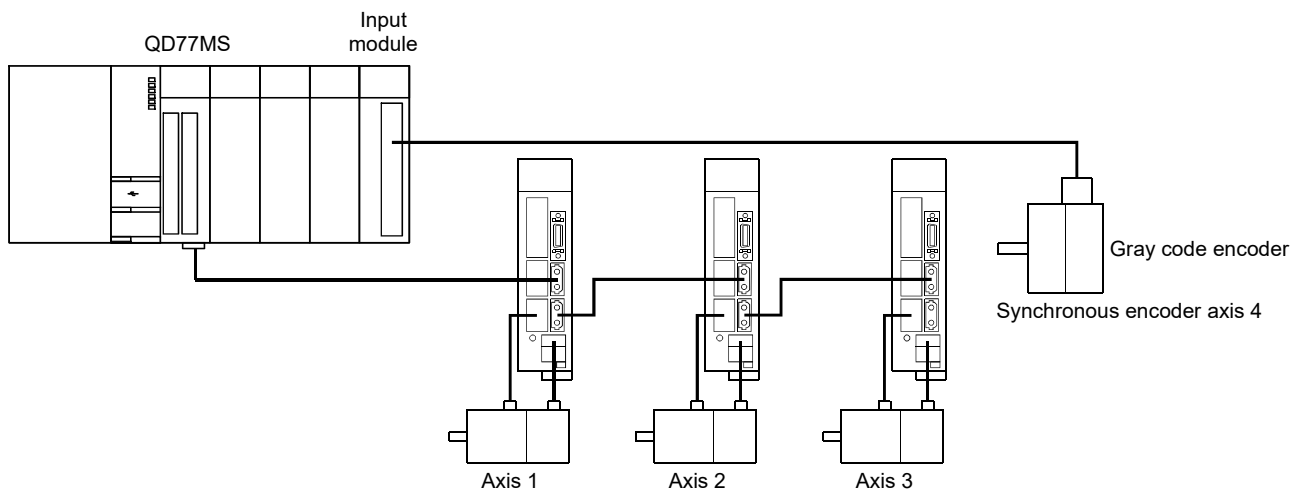 Input
module
QD77MS
Gray code encoder
Synchronous encoder axis 4
Axis 1
Axis 2
Axis 3